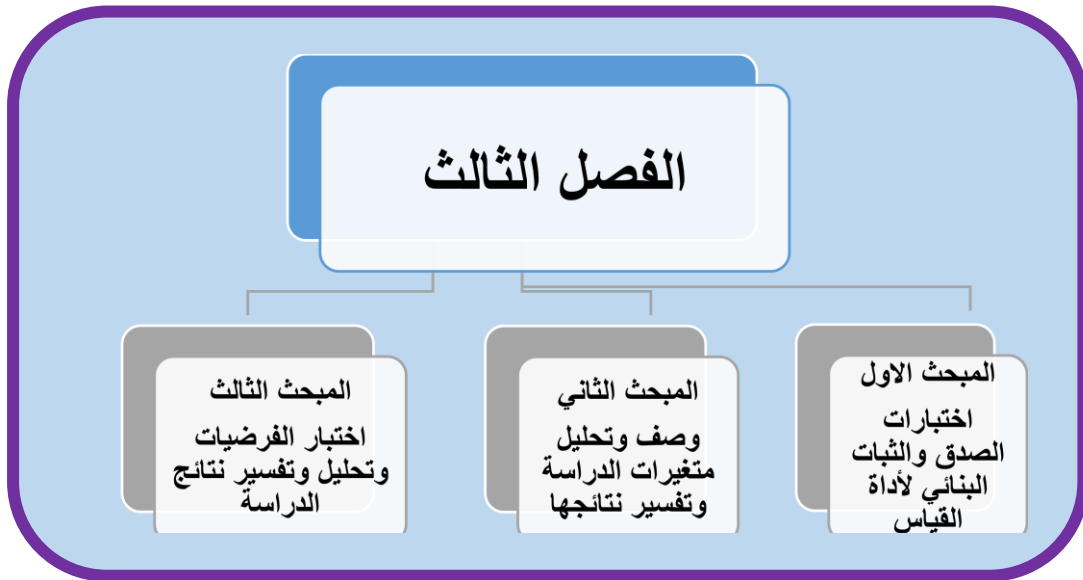 الفصل الثالث
المبحث الاول
اختبارات
الصدق والثبات
البنائي لأداة
القياس
المبحث الثاني
وصف وتحليل
متغيرات الدراسة
وتفسير نتائجها
المبحث الثالث
اختبار الفرضيات
وتحليل وتفسير نتائج
الدراسة